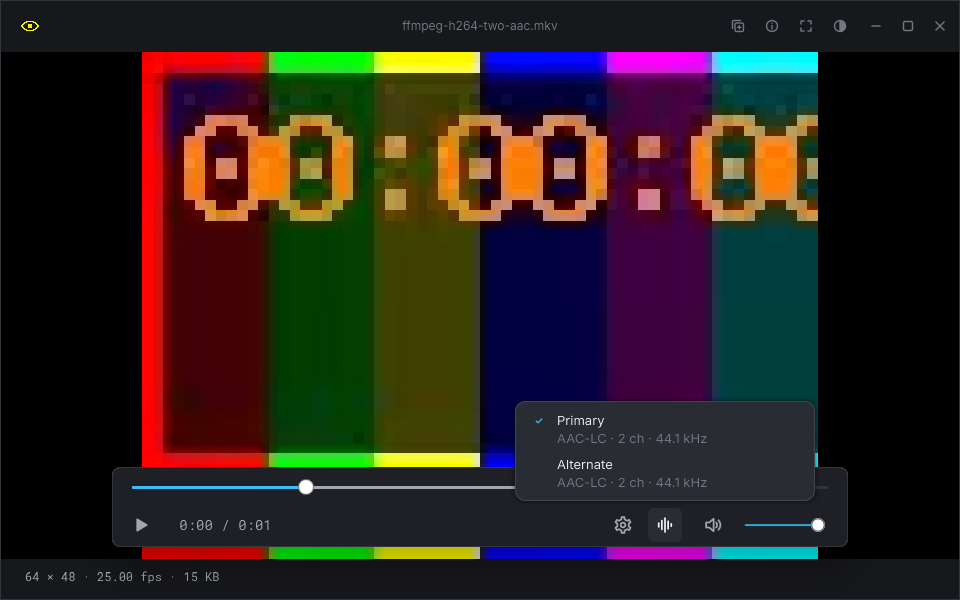 ffmpeg-h264-two-aac.mkv
00:00:0
Primary
AAC-LC · 2 ch · 44.1 kHz
Alternate
AAC-LC · 2 ch · 44.1 kHz
0:00 / 0:01
64 × 48 · 25.00 fps · 15 KB